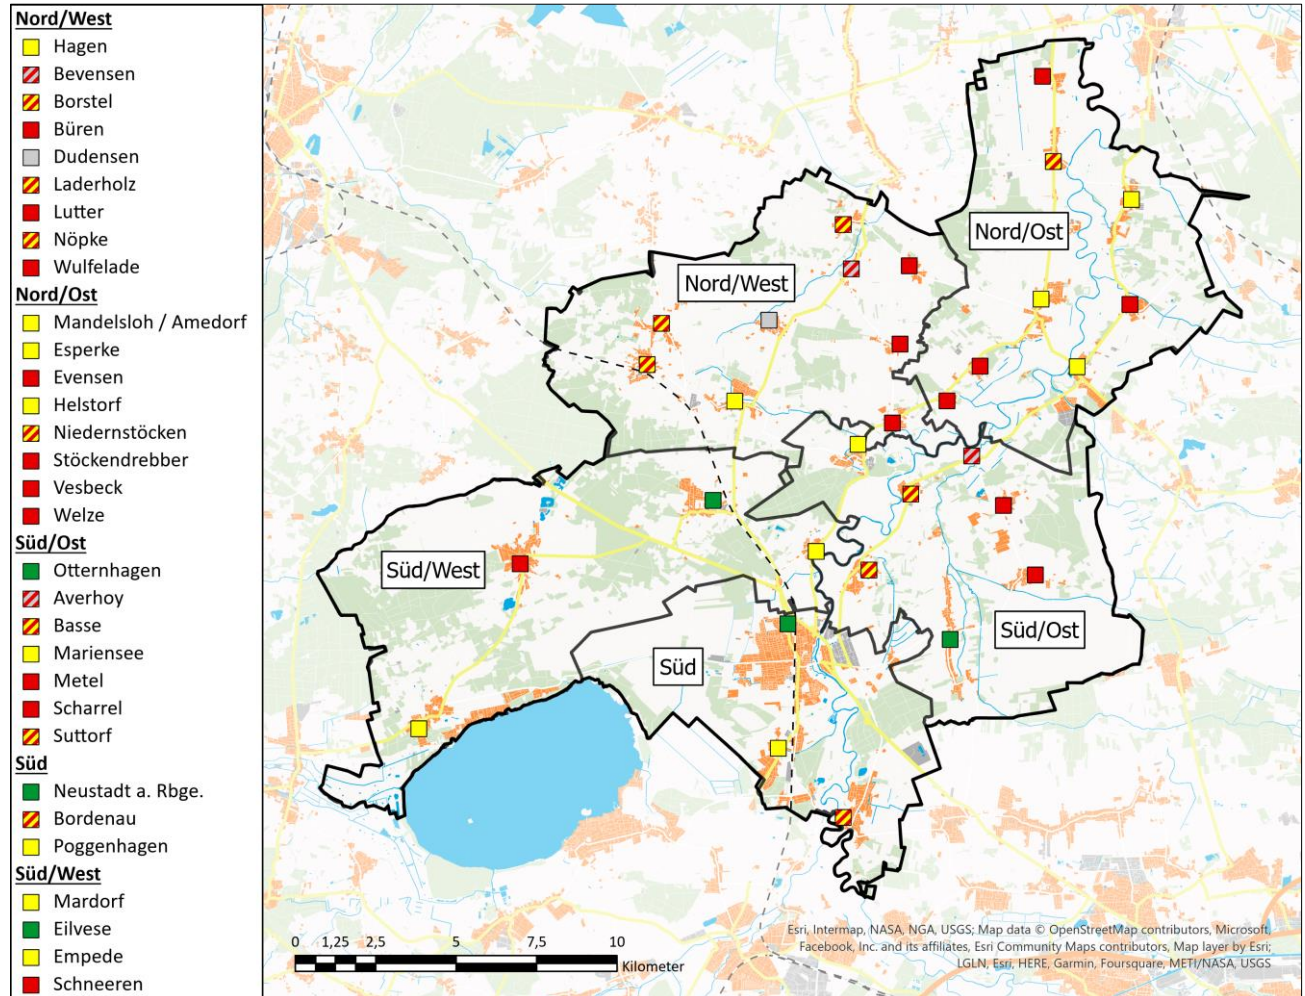 Nord/West
Hagen
Bevensen
Borstel
Büren
Dudensen
Laderholz
Lutter
Nöpke
Wulfelade
Nord/Ost
Mandelsloh / Amedorf
Esperke
Evensen
Helstorf
Niedernstöcken
Stöckendrebber
Vesbeck
Welze
Süd/Ost
Otternhagen
Averhoy
Basse
Mariensee
Metel
Scharrel
Suttorf
Süd
Neustadt a. Rbge.
Bordenau
Poggenhagen
Süd/West
Mardorf
Eilvese
Empede
Schneeren
Nord/Ost
Nord/West
Süd/West
Süd/Ost
Süd
0 1,25 2,5 5 7,5 10
Kilometer
Esri, Intermap, NASA, NGA, USGS; Map data © OpenStreetMap contributors, Microsoft,
Facebook, Inc. and its affiliates, Esri Community Maps contributors, Map layer by Esri;
LGLN, Esri, HERE, Garmin, Foursquare, METI/NASA, USGS